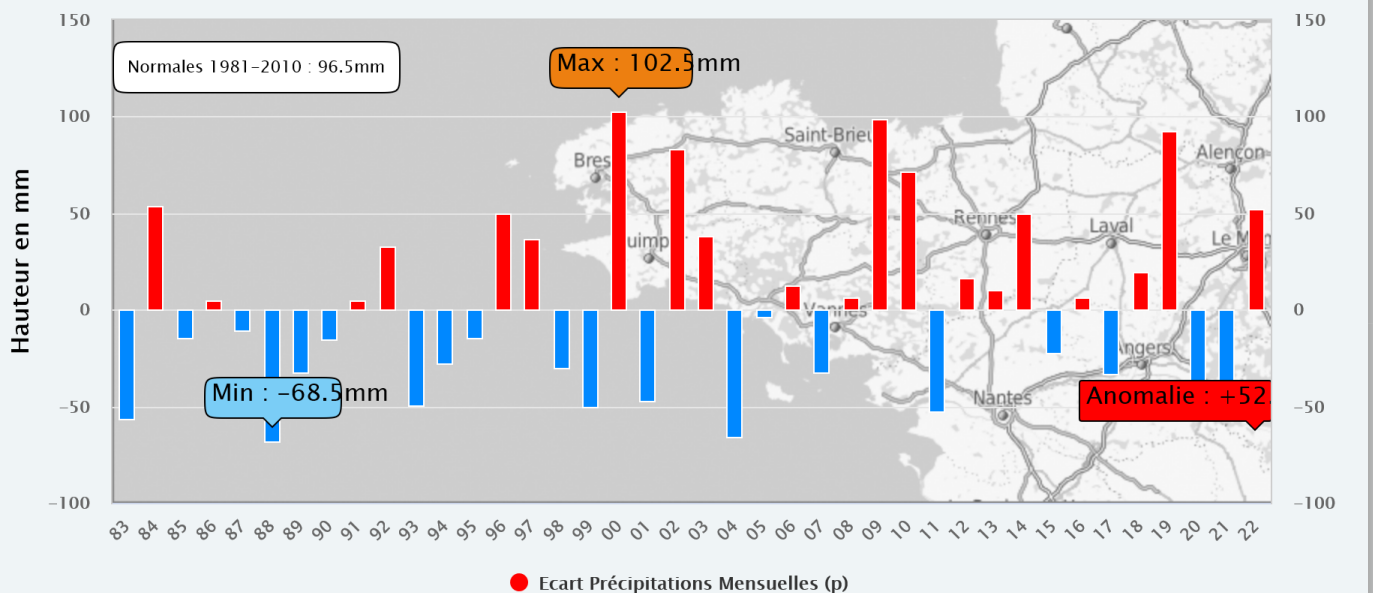 150
150
Normales 1981-2010 : 96.5mm
Max : 102.5mm
100
100
Saint-Brieu
Bres
Alençon
50
50
Rennes
Laval
uimp
Le M
0
0
Vannes
Angers
Min : -68.5mm
Anomalie : +52.
-50
-50
Nantes
-100
-100
Hauteur en mm
83 84 85 86 87 88 89 90 91 92 93 94 95 96 97 98 99 00 01 02 03 04 05 06 07 08 09 10 11 12 13 14 15 16 17 18 19 20 21 22
Ecart Précipitations Mensuelles (p)